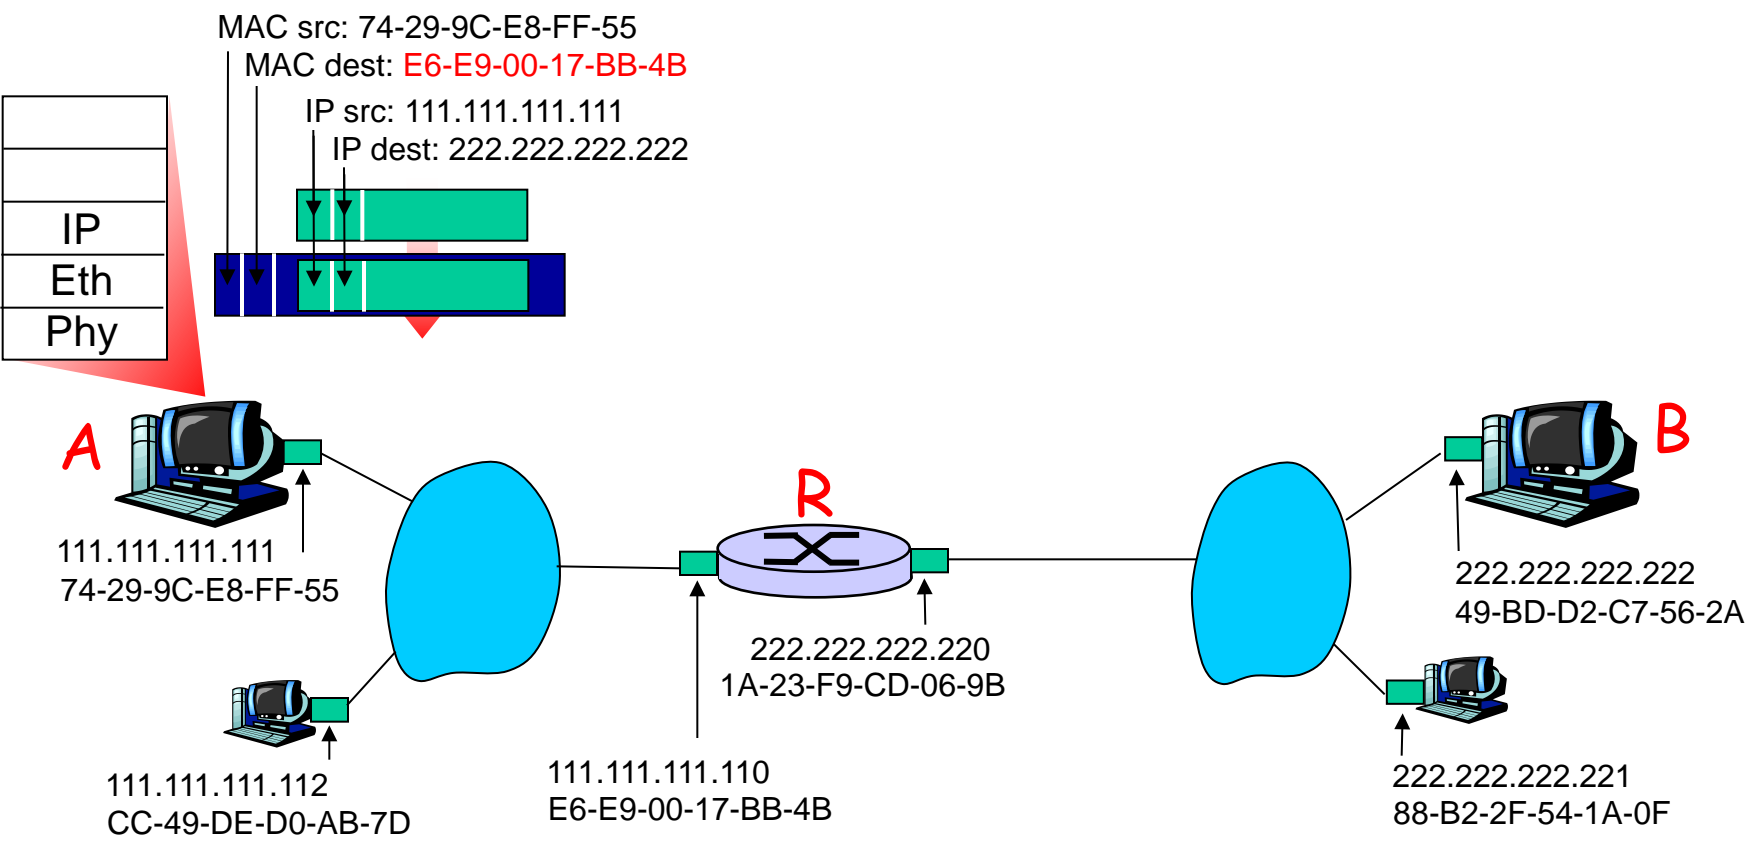 MAC src: 74-29-9C-E8-FF-55
MAC dest: E6-E9-00-17-BB-4B
IP src: 111.111.111.111
IP dest: 222.222.222.222
IP
Eth
Phy
A
B
R
111.111.111.111
74-29-9C-E8-FF-55
222.222.222.222
49-BD-D2-C7-56-2A
222.222.222.220
1A-23-F9-CD-06-9B
111.111.111.112
CC-49-DE-D0-AB-7D
111.111.111.110
E6-E9-00-17-BB-4B
222.222.222.221
88-B2-2F-54-1A-0F